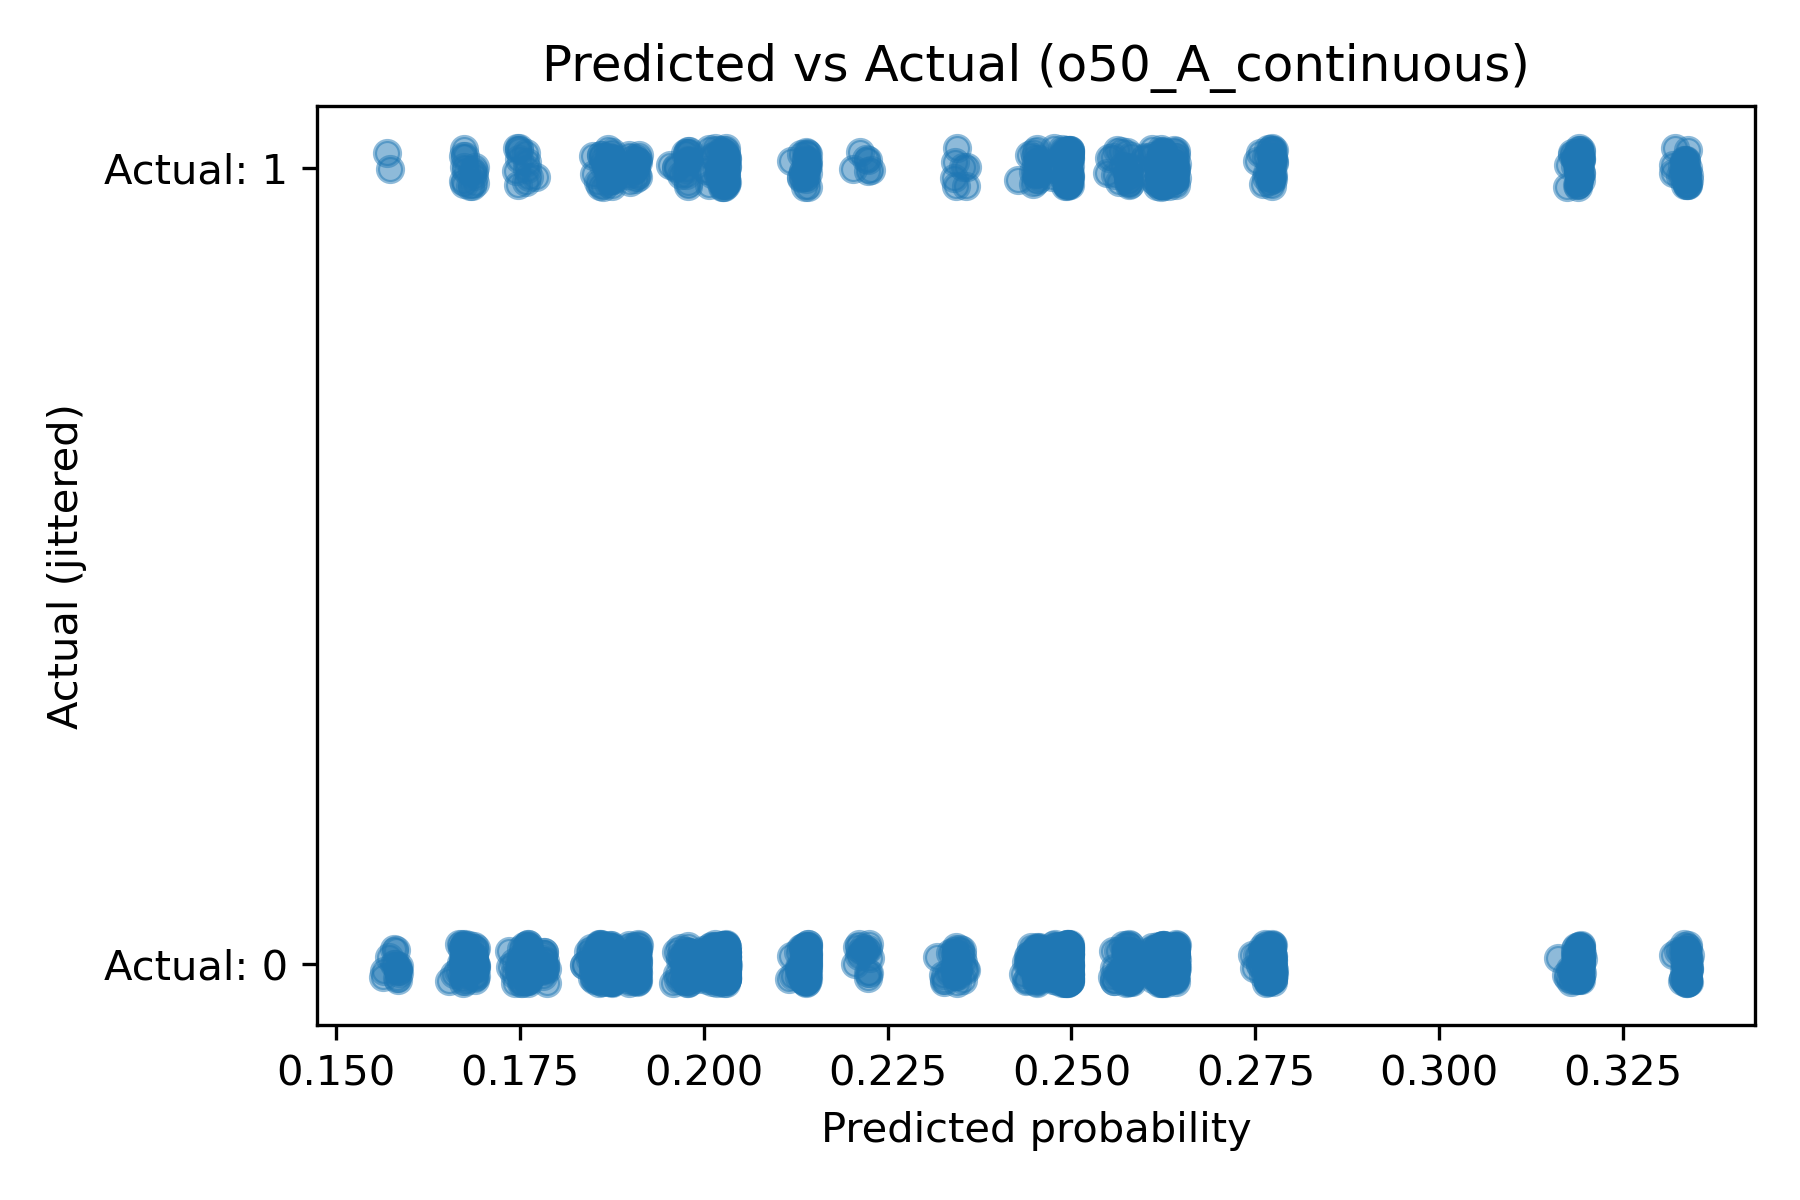 Predicted vs Actual (o50_A_continuous)
Actual: 1
Actual (jittered)
Actual: 0
0.150 0.175 0.200 0.225 0.250 0.275 0.300 0.325
Predicted probability